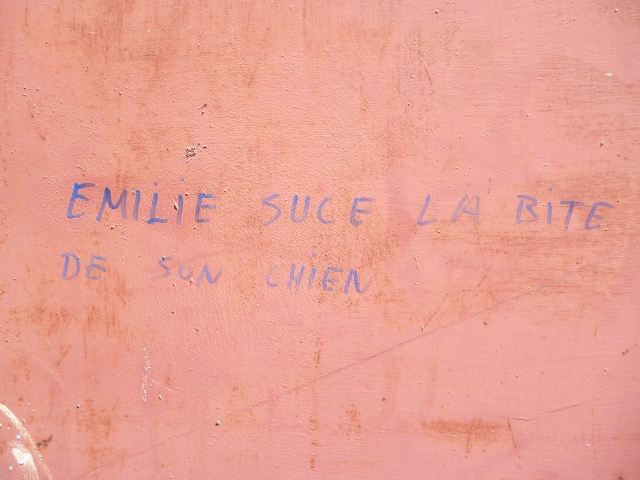 EMILIE SUCE LA BITE
DE SON CHIEN